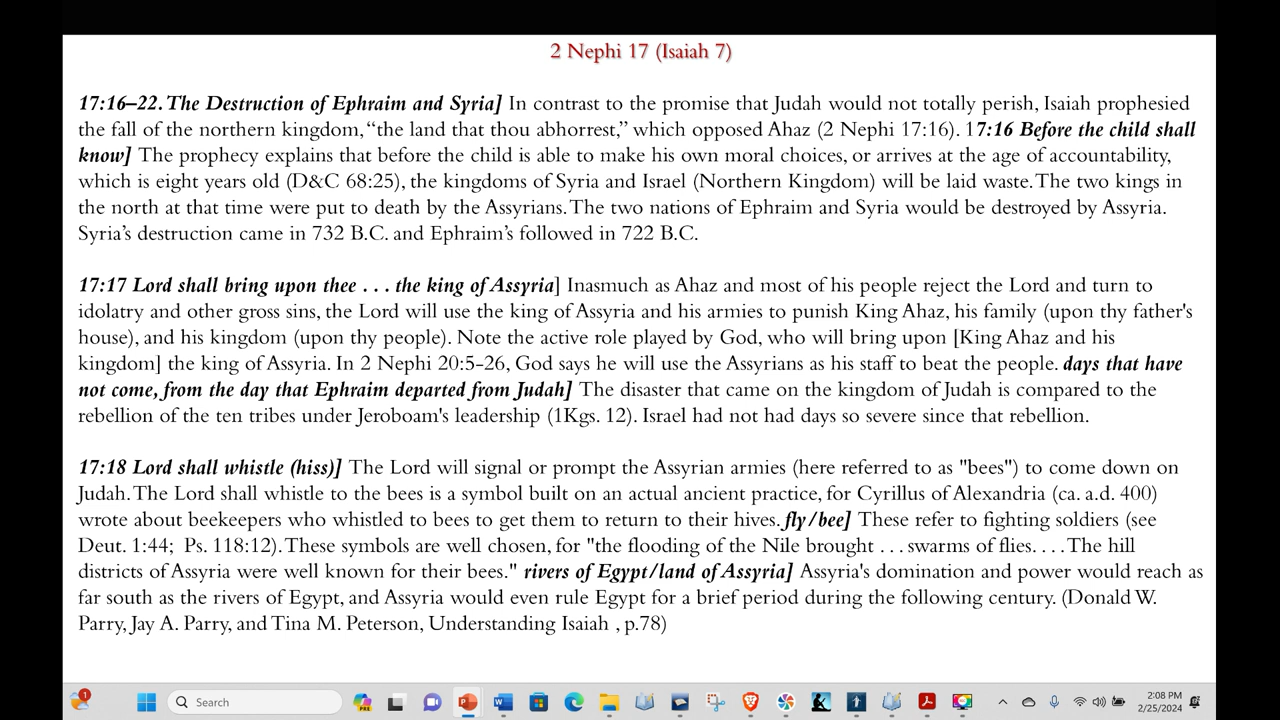 2 Nephi 17 (Isaiah 7)
17:16–22. The Destruction of Ephraim and Syria] In contrast to the promise that Judah would not totally perish, Isaiah prophesied
the fall of the northern kingdom, “the land that thou abhorrest,” which opposed Ahaz (2 Nephi 17:16). 17:16 Before the child shall
know] The prophecy explains that before the child is able to make his own moral choices, or arrives at the age of accountability,
which is eight years old (D&C 68:25), the kingdoms of Syria and Israel (Northern Kingdom) will be laid waste. The two kings in
the north at that time were put to death by the Assyrians. The two nations of Ephraim and Syria would be destroyed by Assyria.
Syria’s destruction came in 732 B.C. and Ephraim’s followed in 722 B.C.
17:17 Lord shall bring upon thee . . . the king of Assyria] Inasmuch as Ahaz and most of his people reject the Lord and turn to
idolatry and other gross sins, the Lord will use the king of Assyria and his armies to punish King Ahaz, his family (upon thy father's
house), and his kingdom (upon thy people). Note the active role played by God, who will bring upon [King Ahaz and his
kingdom] the king of Assyria. In 2 Nephi 20:5-26, God says he will use the Assyrians as his staff to beat the people. days that have
not come, from the day that Ephraim departed from Judah] The disaster that came on the kingdom of Judah is compared to the
rebellion of the ten tribes under Jeroboam's leadership (1Kgs. 12). Israel had not had days so severe since that rebellion.
17:18 Lord shall whistle (hiss)] The Lord will signal or prompt the Assyrian armies (here referred to as "bees") to come down on
Judah. The Lord shall whistle to the bees is a symbol built on an actual ancient practice, for Cyrillus of Alexandria (ca. a.d. 400)
wrote about beekeepers who whistled to bees to get them to return to their hives. fly/bee] These refer to fighting soldiers (see
Deut. 1:44; Ps. 118:12). These symbols are well chosen, for "the flooding of the Nile brought . . . swarms of flies. . . . The hill
districts of Assyria were well known for their bees." rivers of Egypt/land of Assyria] Assyria's domination and power would reach as
far south as the rivers of Egypt, and Assyria would even rule Egypt for a brief period during the following century. (Donald W.
Parry, Jay A. Parry, and Tina M. Peterson, Understanding Isaiah , p.78)
1
Search
PRE
2:08 PM
2/25/2024